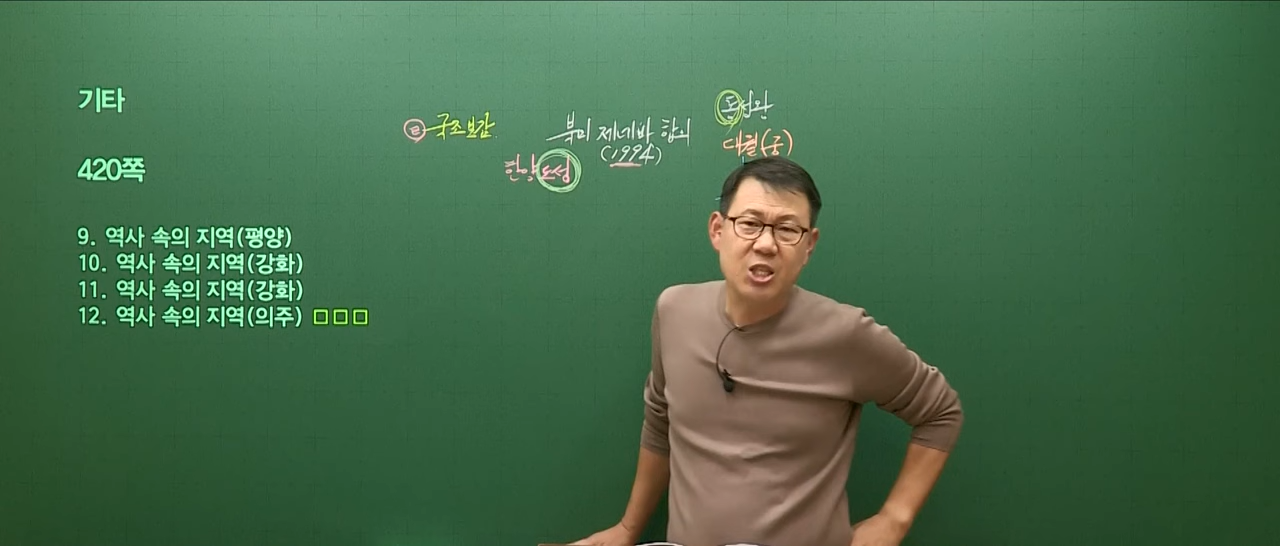 기타
420쪽
9. 역사 속의 지역(평양)
10. 역사 속의 지역(강화)
11. 역사 속의 지역(강화)
12. 역사 속의 지역(의주) □□□
국조보감
한양도성
북미 제네바 합의
(1994)
돈